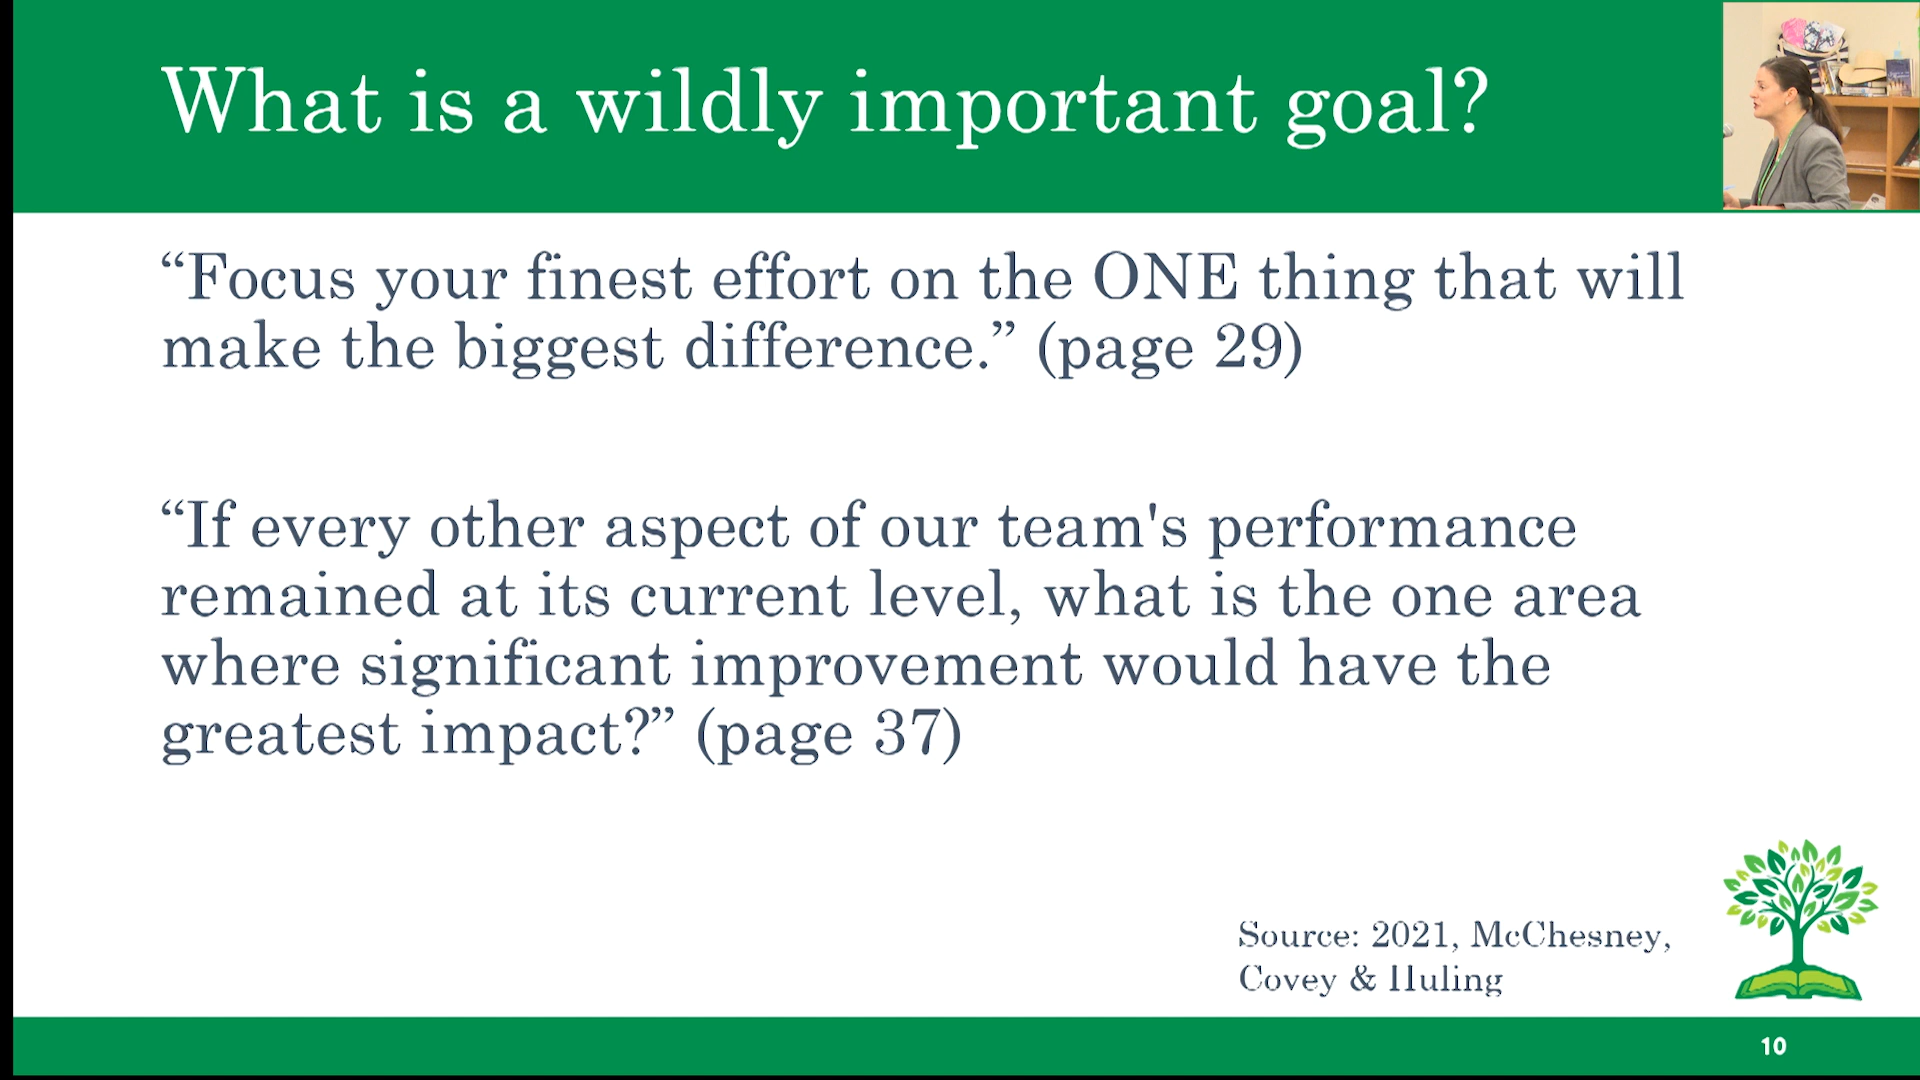 What is a wildly important goal?
“Focus your finest effort on the ONE thing that will
make the biggest difference.” (page 29)
“If every other aspect of our team's performance
remained at its current level, what is the one area
where significant improvement would have the
greatest impact?” (page 37)
Source: 2021, McChesney,
Covey & Huling
10